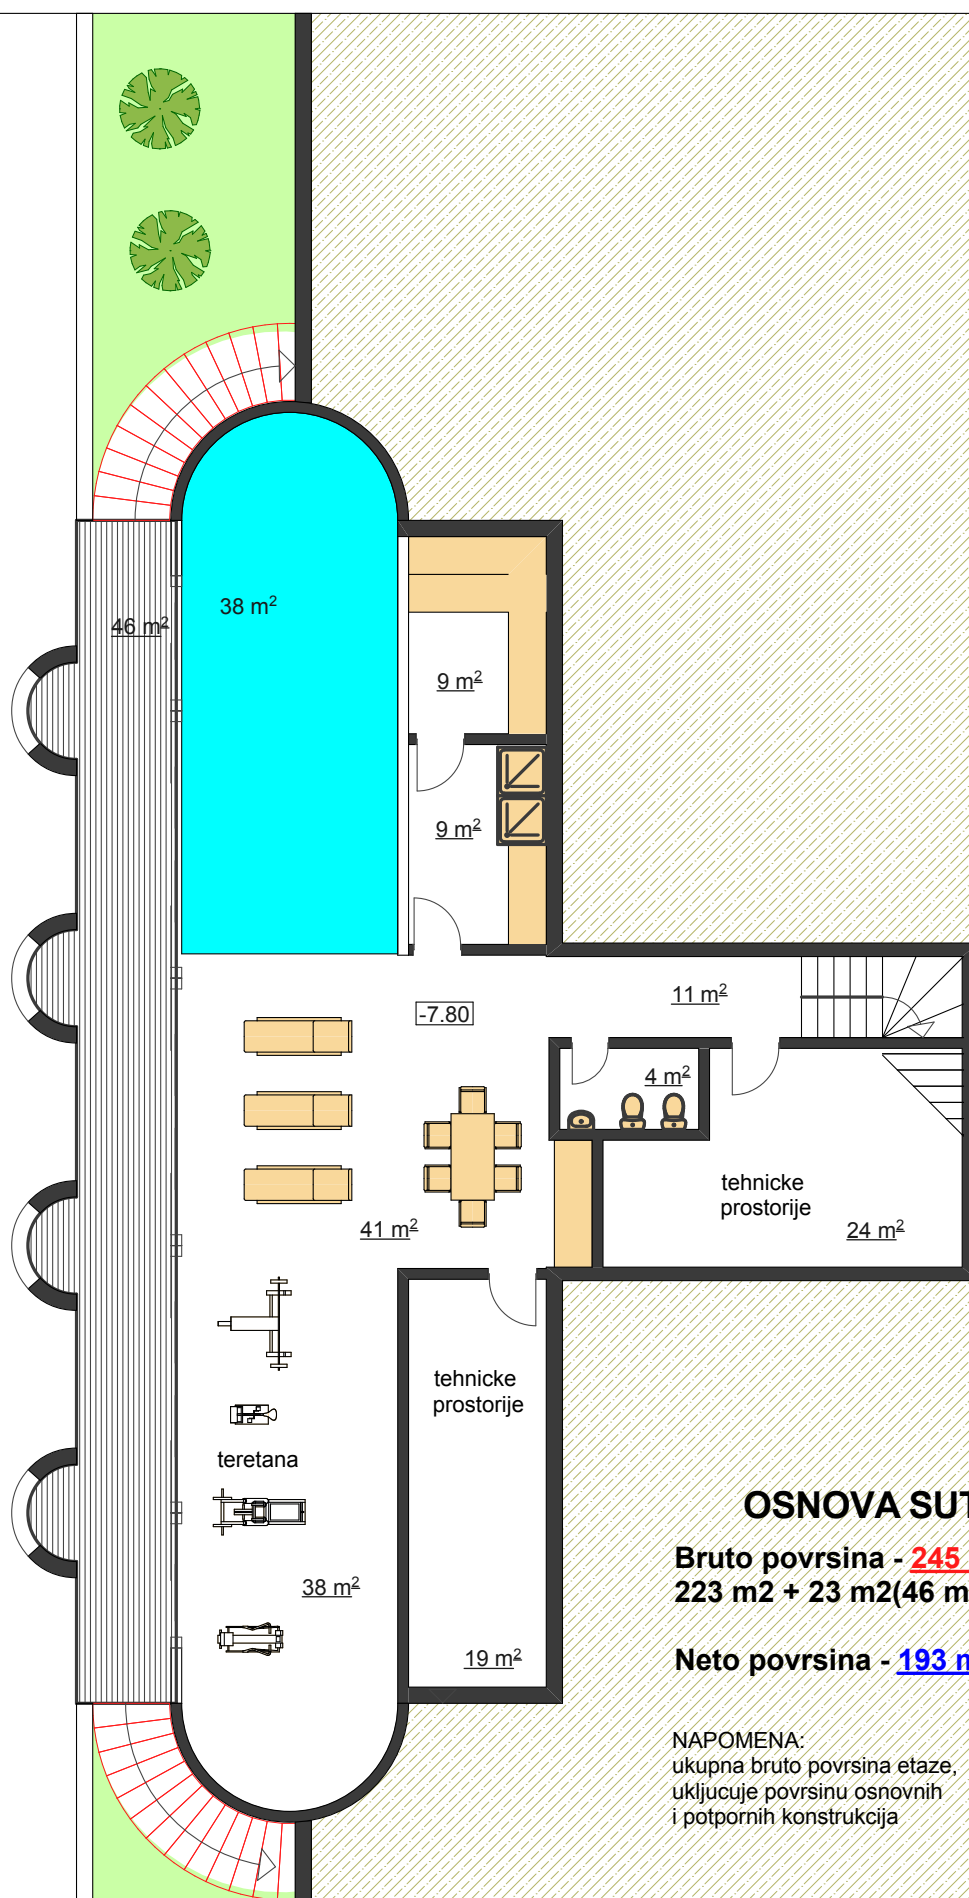 38 m²
46 m²
9 m²
9 m²
11 m²
-7.80
4 m²
tehnicke
prostorije
24 m²
41 m²
tehnicke
prostorije
teretana
38 m²
19 m²
OSNOVA SUT
Bruto povrsina - 245
223 m2 + 23 m2(46 m
Neto povrsina - 193 m
NAPOMENA:
ukupna bruto povrsina etaze,
ukljucuje povrsinu osnovnih
i potpornih konstrukcija